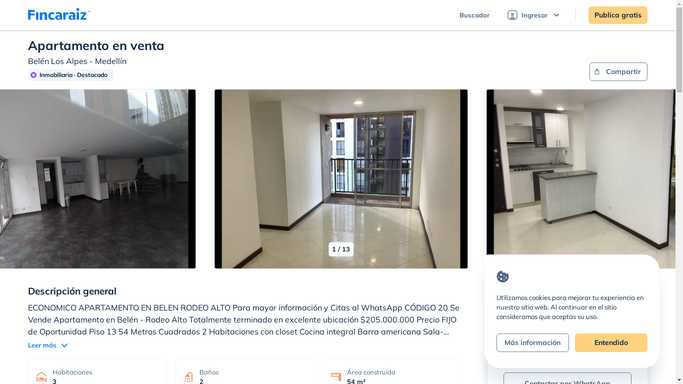 Fincaraiz
Buscador
Ingresar
Publica gratis
Apartamento en venta
Belén Los Alpes - Medellín
Inmobiliaria - Destacado
Compartir
1 / 13
Descripción general
ECONOMICO APARTAMENTO EN BELEN RODEO ALTO Para mayor información y Citas al WhatsApp CÓDIGO 20 Se
Vende Apartamento en Belén - Rodeo Alto Totalmente terminado en excelente ubicación $205.000.000 Precio FIJO
de Oportunidad Piso 13 54 Metros Cuadrados 2 Habitaciones con closet Cocina integral Barra americana Sala-...
Leer más
Habitaciones
3
Baños
2
Área construida
54 m²
Utilizamos cookies para mejorar tu experiencia en
nuestro sitio web. Al continuar en el sitio
consideramos que aceptas su uso.
Más información
Entendido
Contactar por WhatsApp